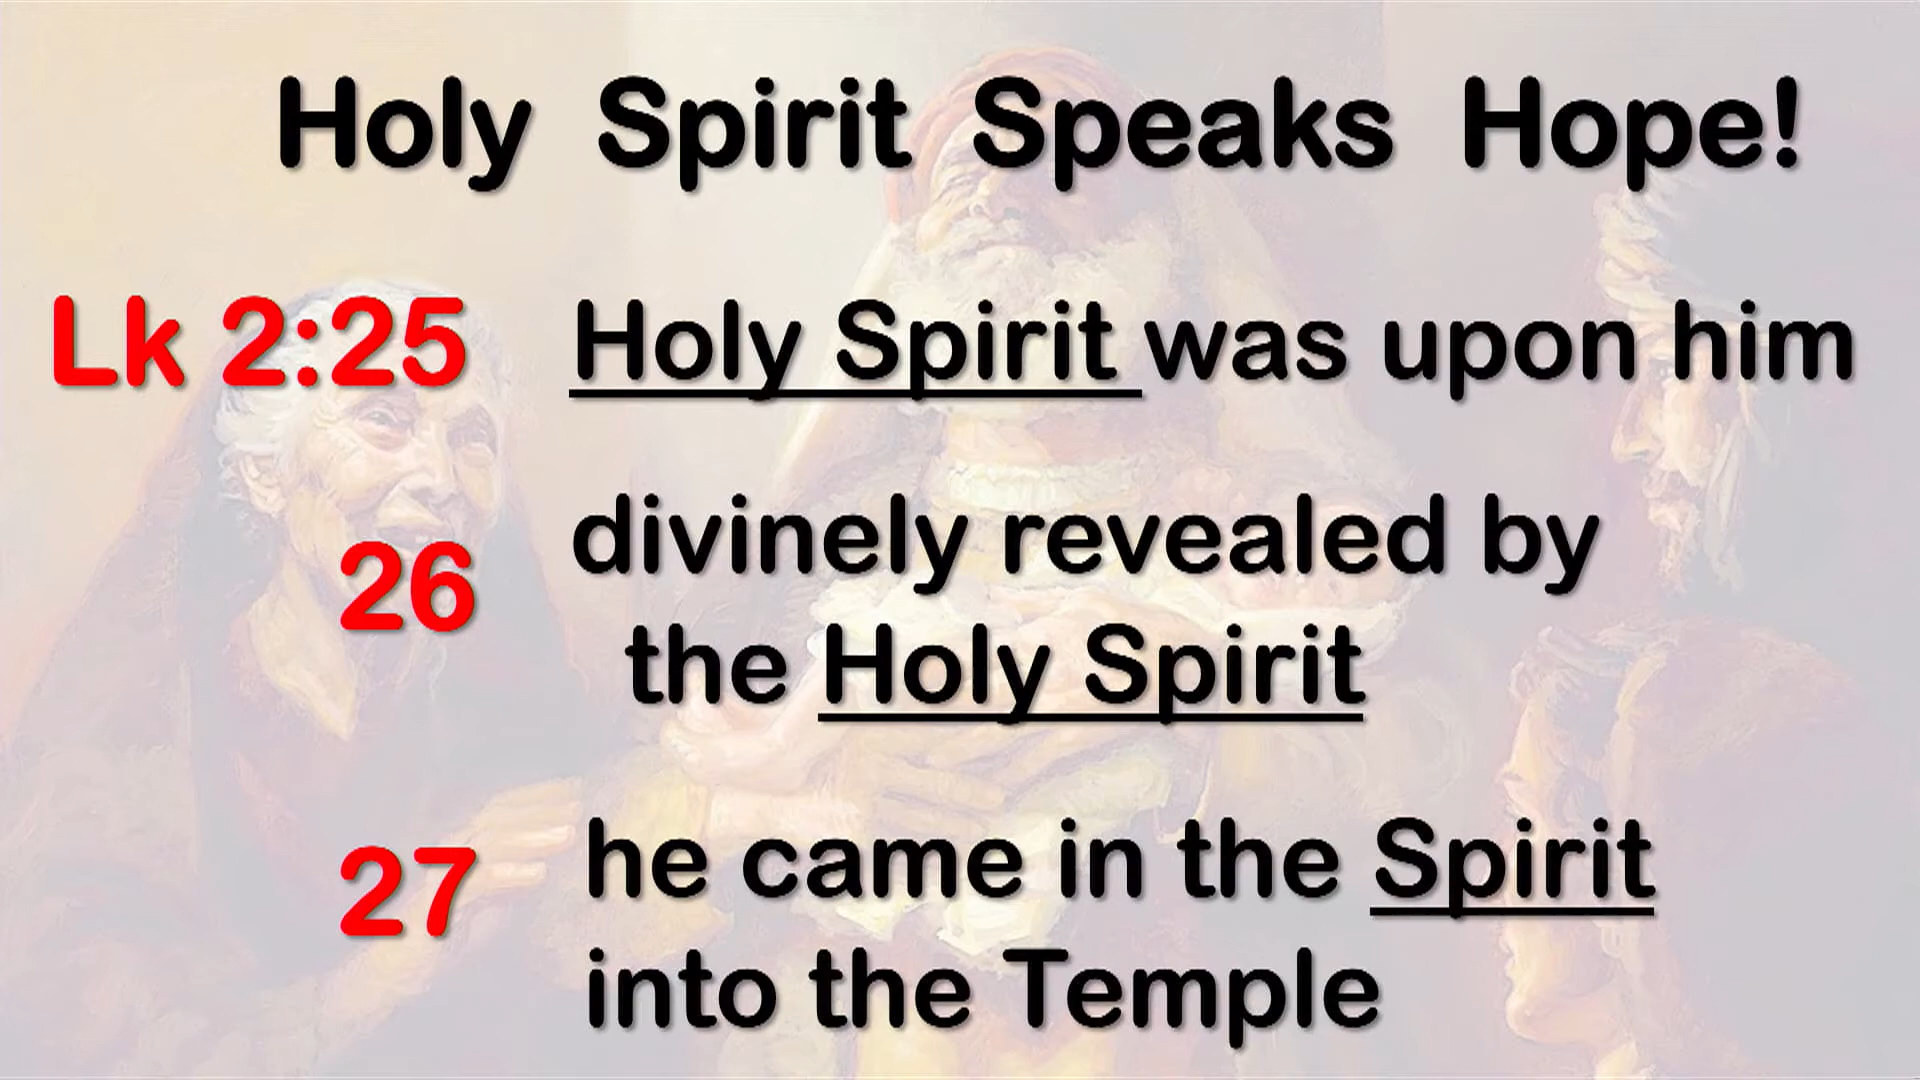 Holy Spirit Speaks Hope!
Lk 2:25 Holy Spirit was upon him
26 divinely revealed by
the Holy Spirit
27 he came in the Spirit
into the Temple